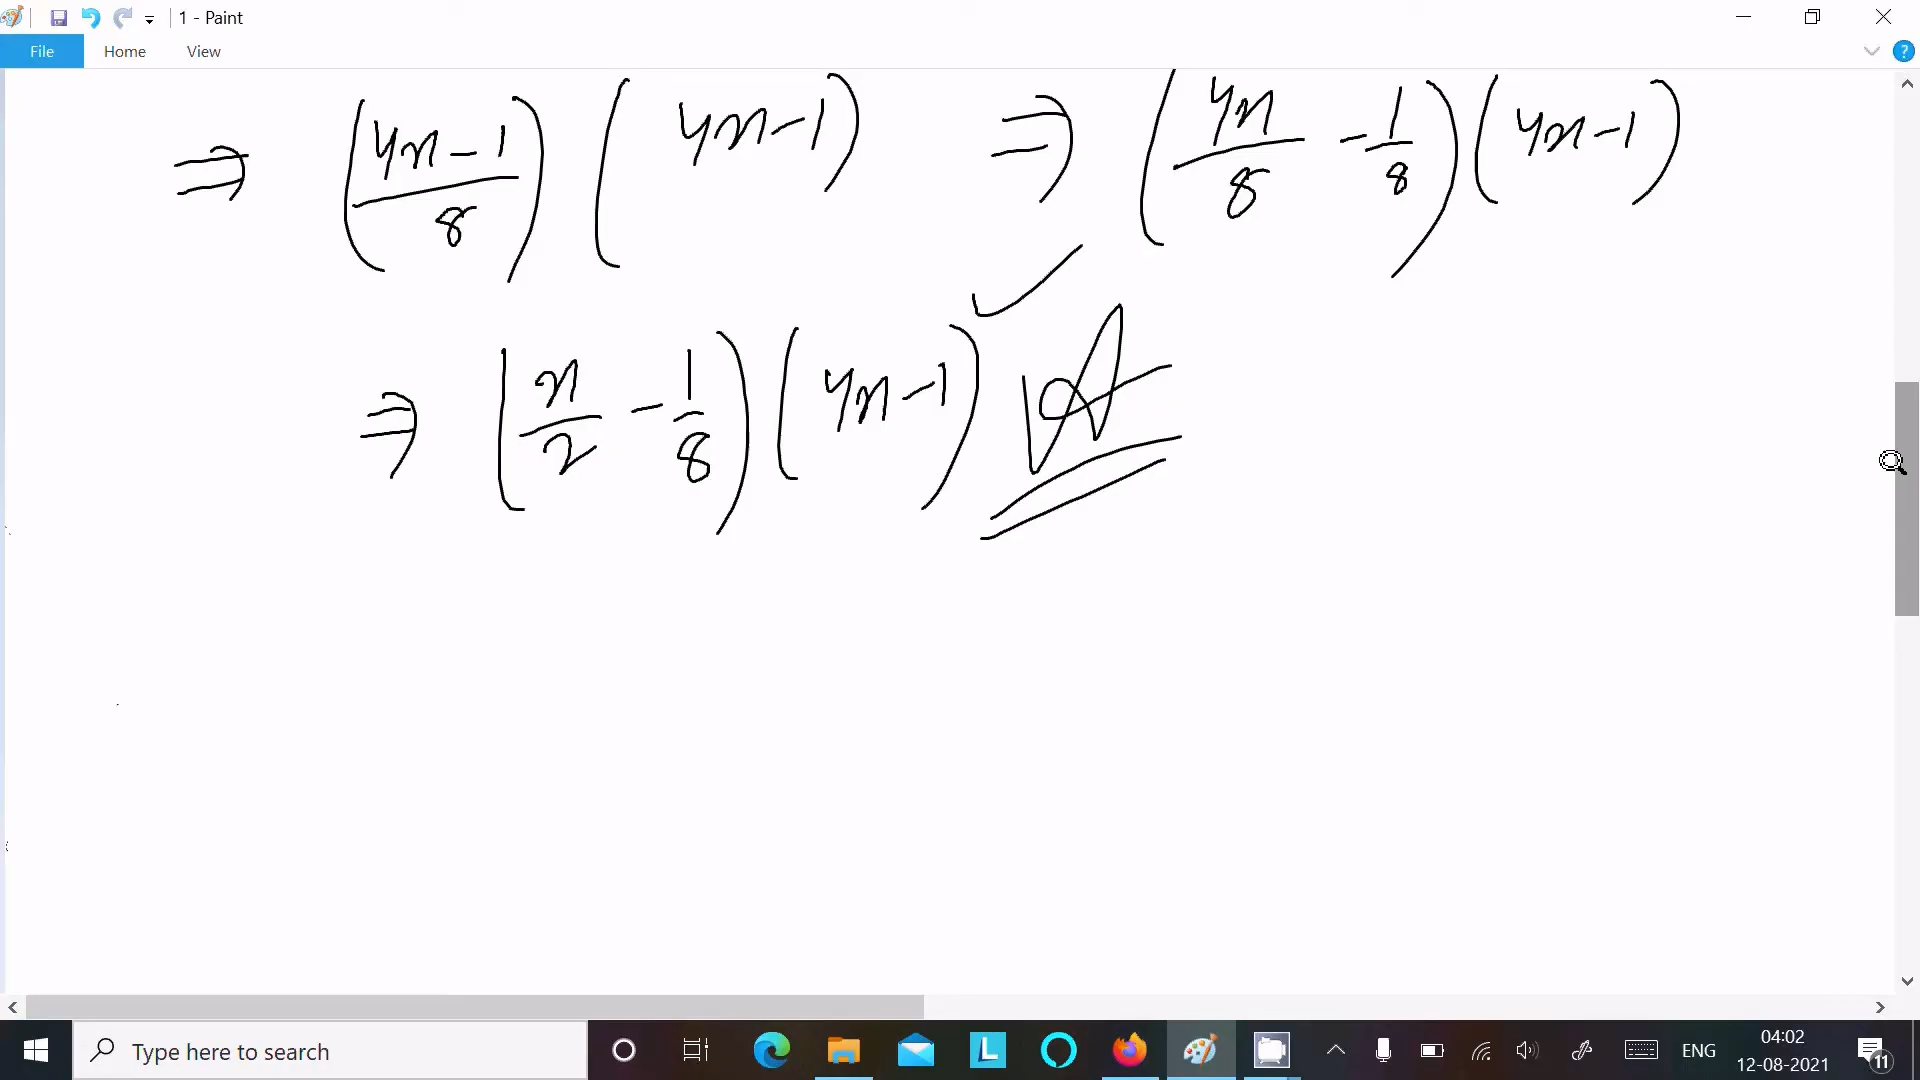 1 - Paint
File Home View
⇒ ((4x-1)/8) (4x-1) ⇒ (4x/8 - 1/8) (4x-1)
⇒ (x/2 - 1/8) (4x-1)
Type here to search
L
ENG
04:02
12-08-2021
11